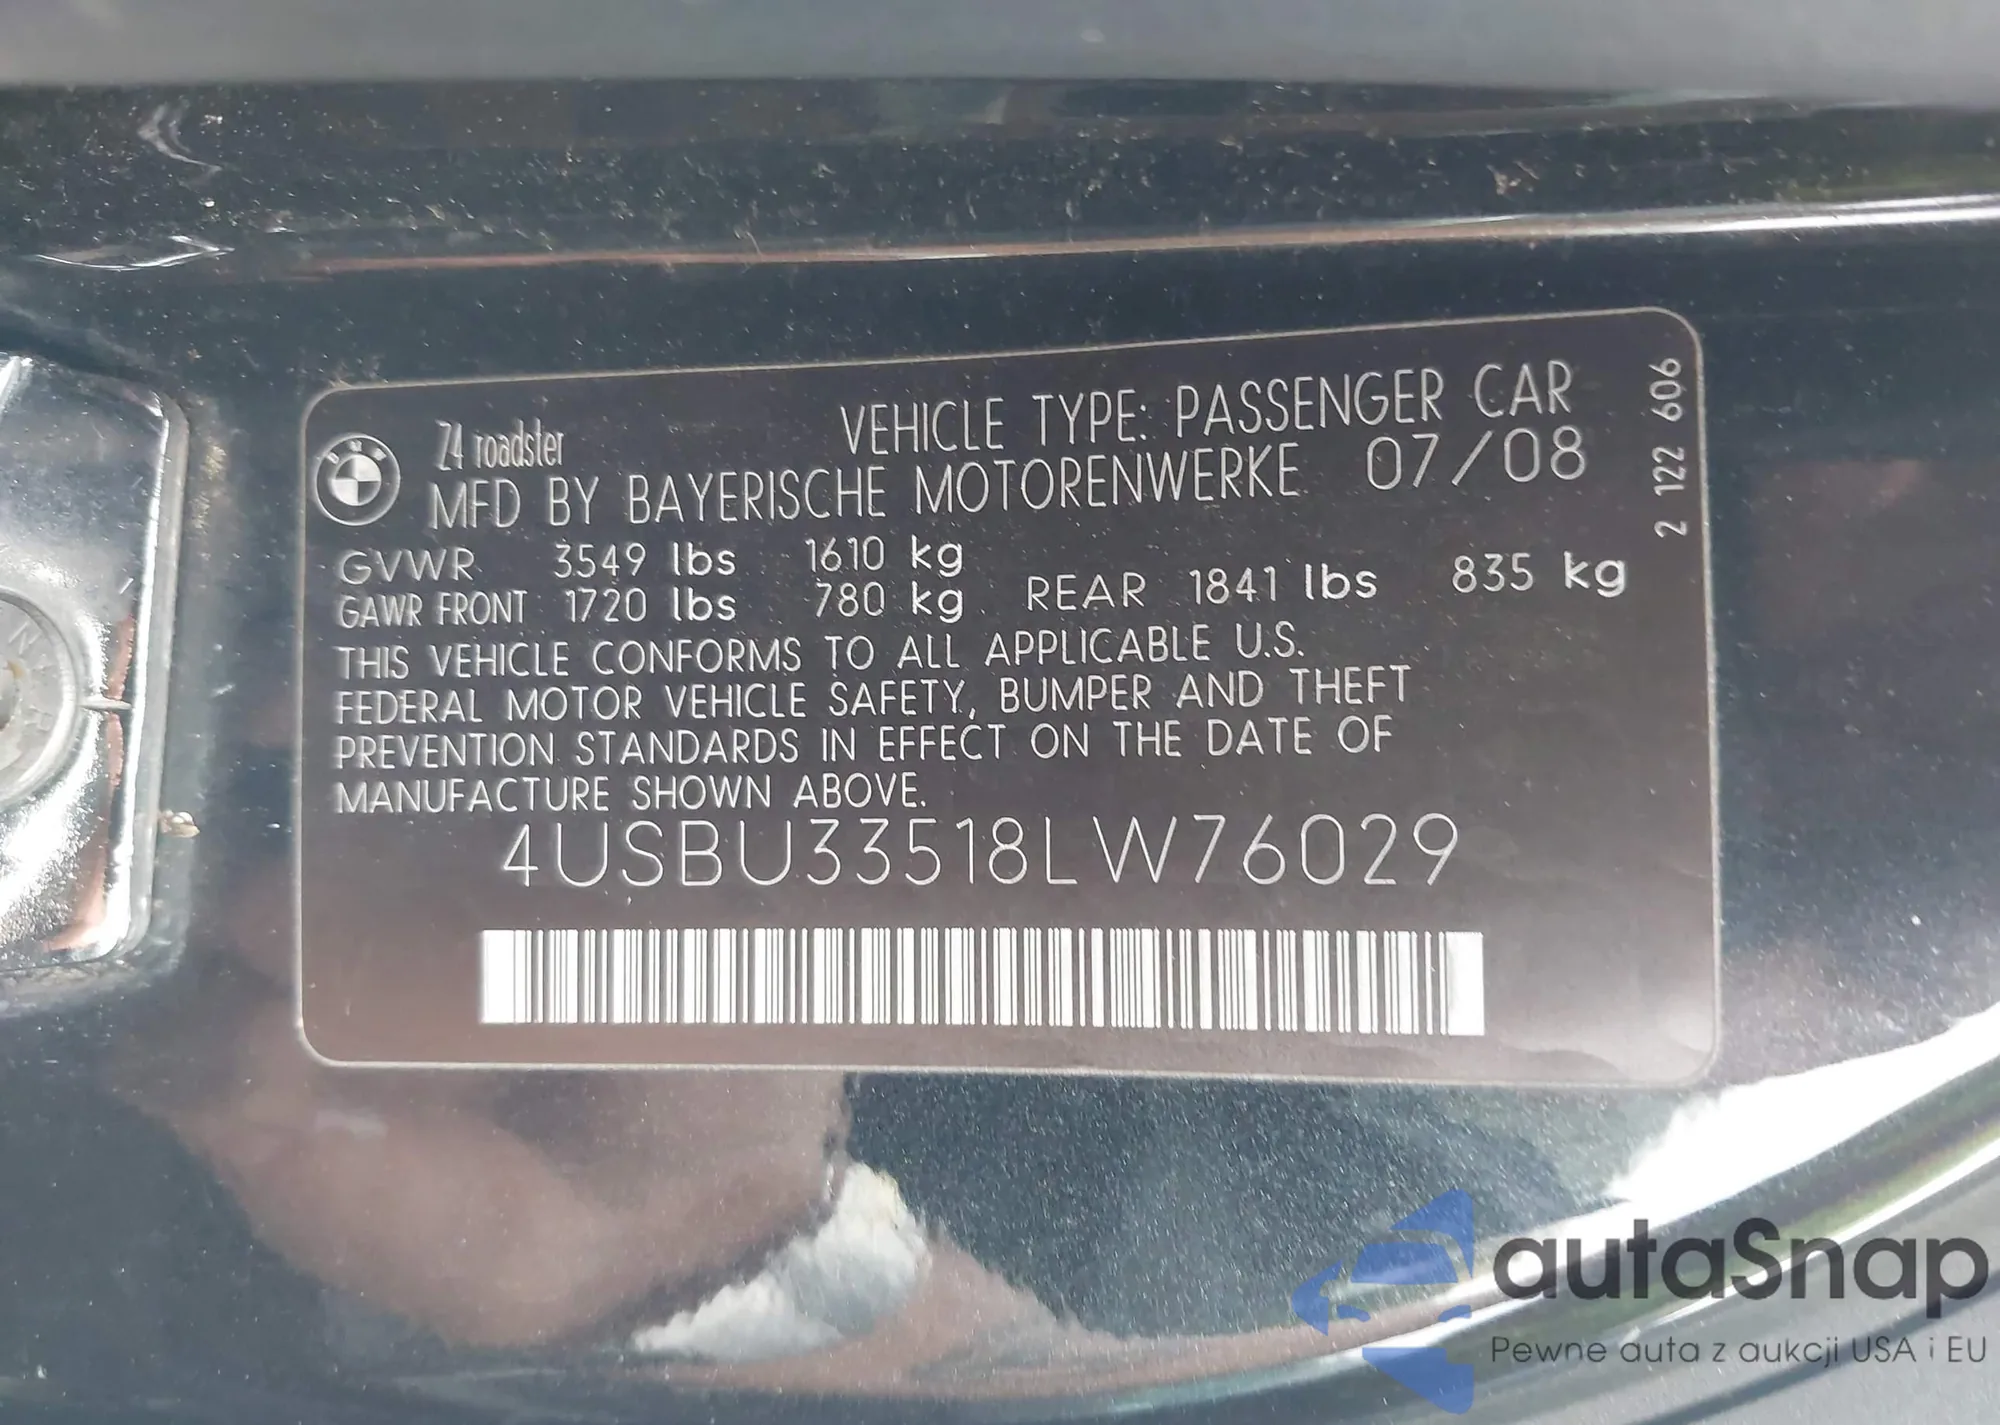 Z4 roadster
VEHICLE TYPE: PASSENGER CAR
MFD BY BAYERISCHE MOTORENWERKE 07/08
GVWR 3549 lbs 1610 kg
GAWR FRONT 1720 lbs 780 kg REAR 1841 lbs 835 kg
THIS VEHICLE CONFORMS TO ALL APPLICABLE U.S.
FEDERAL MOTOR VEHICLE SAFETY, BUMPER AND THEFT
PREVENTION STANDARDS IN EFFECT ON THE DATE OF
MANUFACTURE SHOWN ABOVE.
4USBU33518LW76029
2 122 606
BMW
autaSnap
Pewne auta z aukcji USA i EU